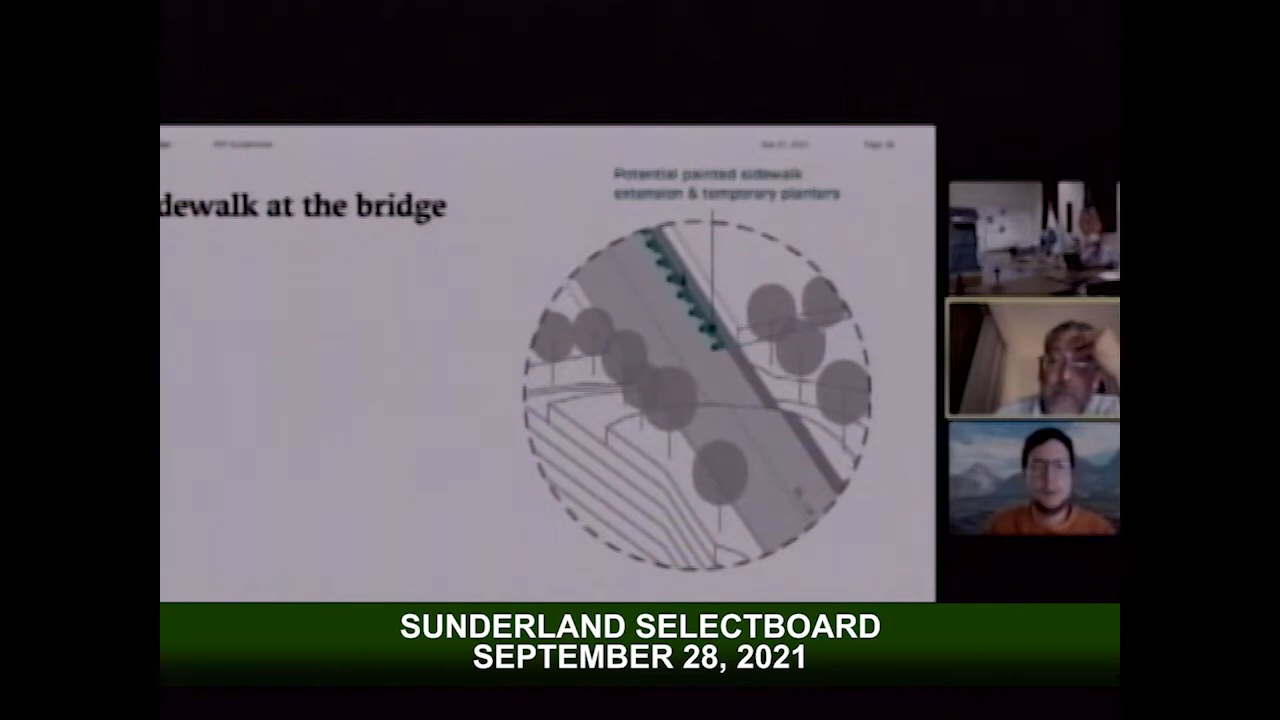 dewalk at the bridge
Potential painted sidewalk
extension & temporary planters
SUNDERLAND SELECTBOARD
SEPTEMBER 28, 2021